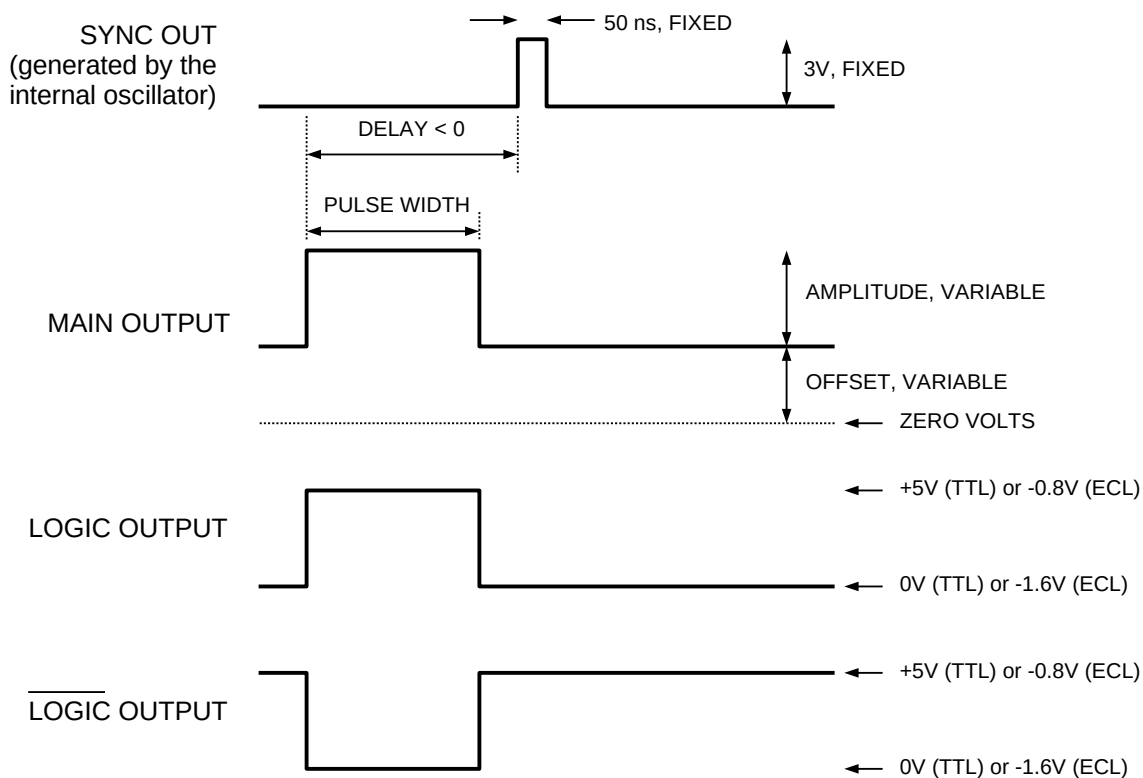 SYNC OUT
(generated by the
internal oscillator)
50 ns, FIXED
3V, FIXED
DELAY < 0
PULSE WIDTH
MAIN OUTPUT
AMPLITUDE, VARIABLE
OFFSET, VARIABLE
ZERO VOLTS
LOGIC OUTPUT
+5V (TTL) or -0.8V (ECL)
0V (TTL) or -1.6V (ECL)
LOGIC OUTPUT
+5V (TTL) or -0.8V (ECL)
0V (TTL) or -1.6V (ECL)